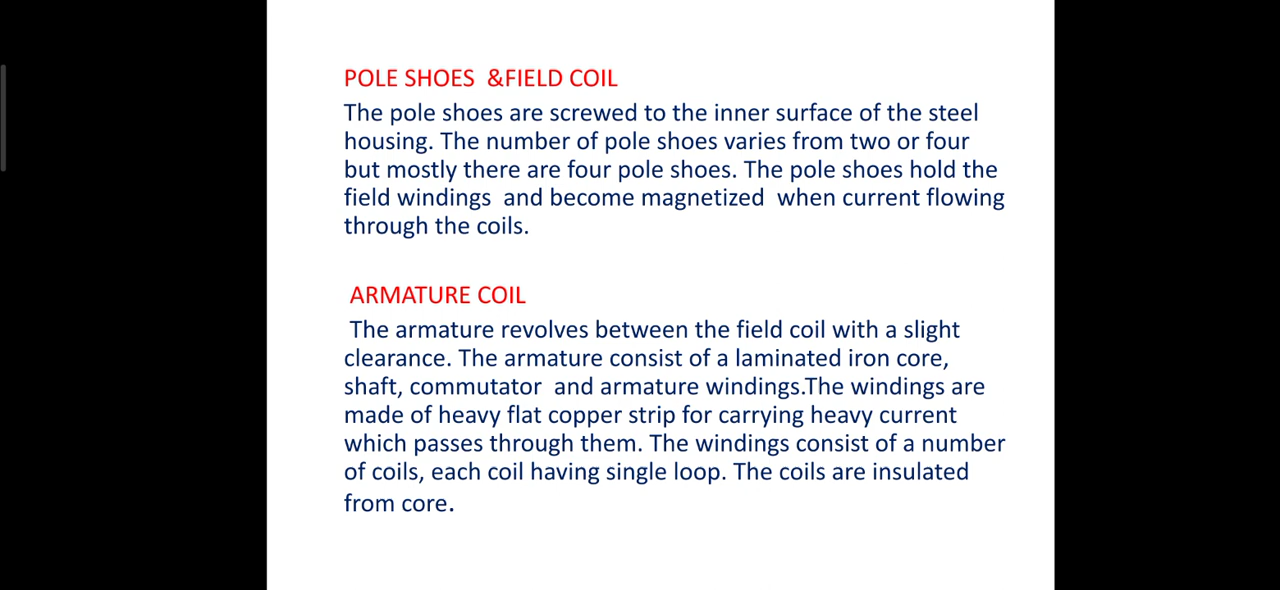 POLE SHOES  &FIELD COIL
The pole shoes are screwed to the inner surface of the steel
housing. The number of pole shoes varies from two or four
but mostly there are four pole shoes. The pole shoes hold the
field windings  and become magnetized  when current flowing
through the coils.
ARMATURE COIL
The armature revolves between the field coil with a slight
clearance. The armature consist of a laminated iron core,
shaft, commutator  and armature windings.The windings are
made of heavy flat copper strip for carrying heavy current
which passes through them. The windings consist of a number
of coils, each coil having single loop. The coils are insulated
from core.